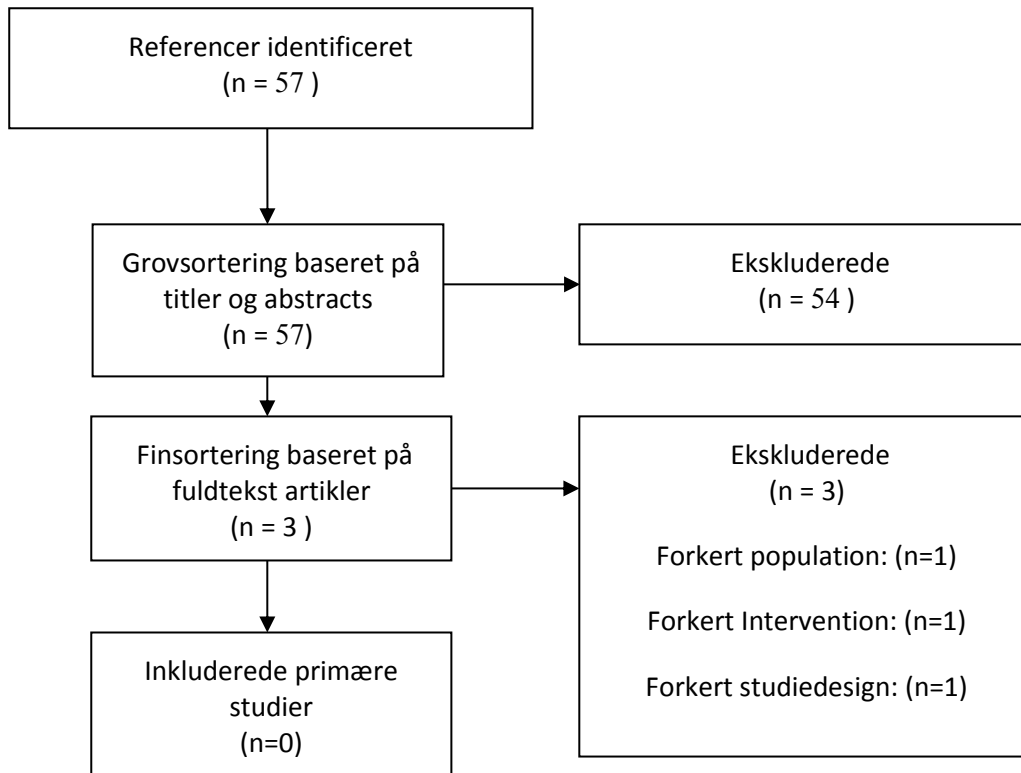 Referencer identificeret
(n = 57 )
Grovsortering baseret på
titler og abstracts
(n = 57)
Ekskluderede
(n = 54 )
Finsortering baseret på
fuldtekst artikler
(n = 3 )
Ekskluderede
(n = 3)
Forkert population: (n=1)
Forkert Intervention: (n=1)
Forkert studiedesign: (n=1)
Inkluderede primære
studier
(n=0)